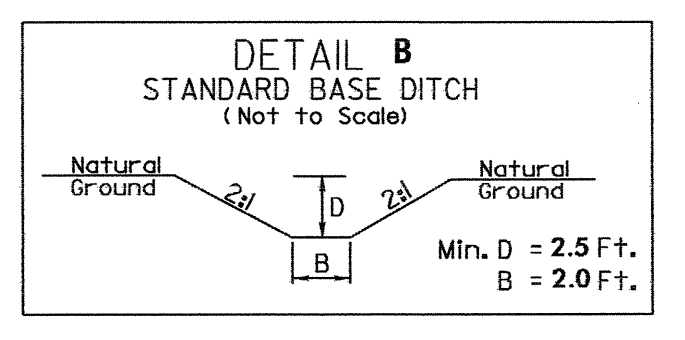 DETAIL B
STANDARD BASE DITCH
(Not to Scale)
Natural
Ground
2:1
D
2:1
Natural
Ground
B
Min. D = 2.5 Ft.
B = 2.0 Ft.